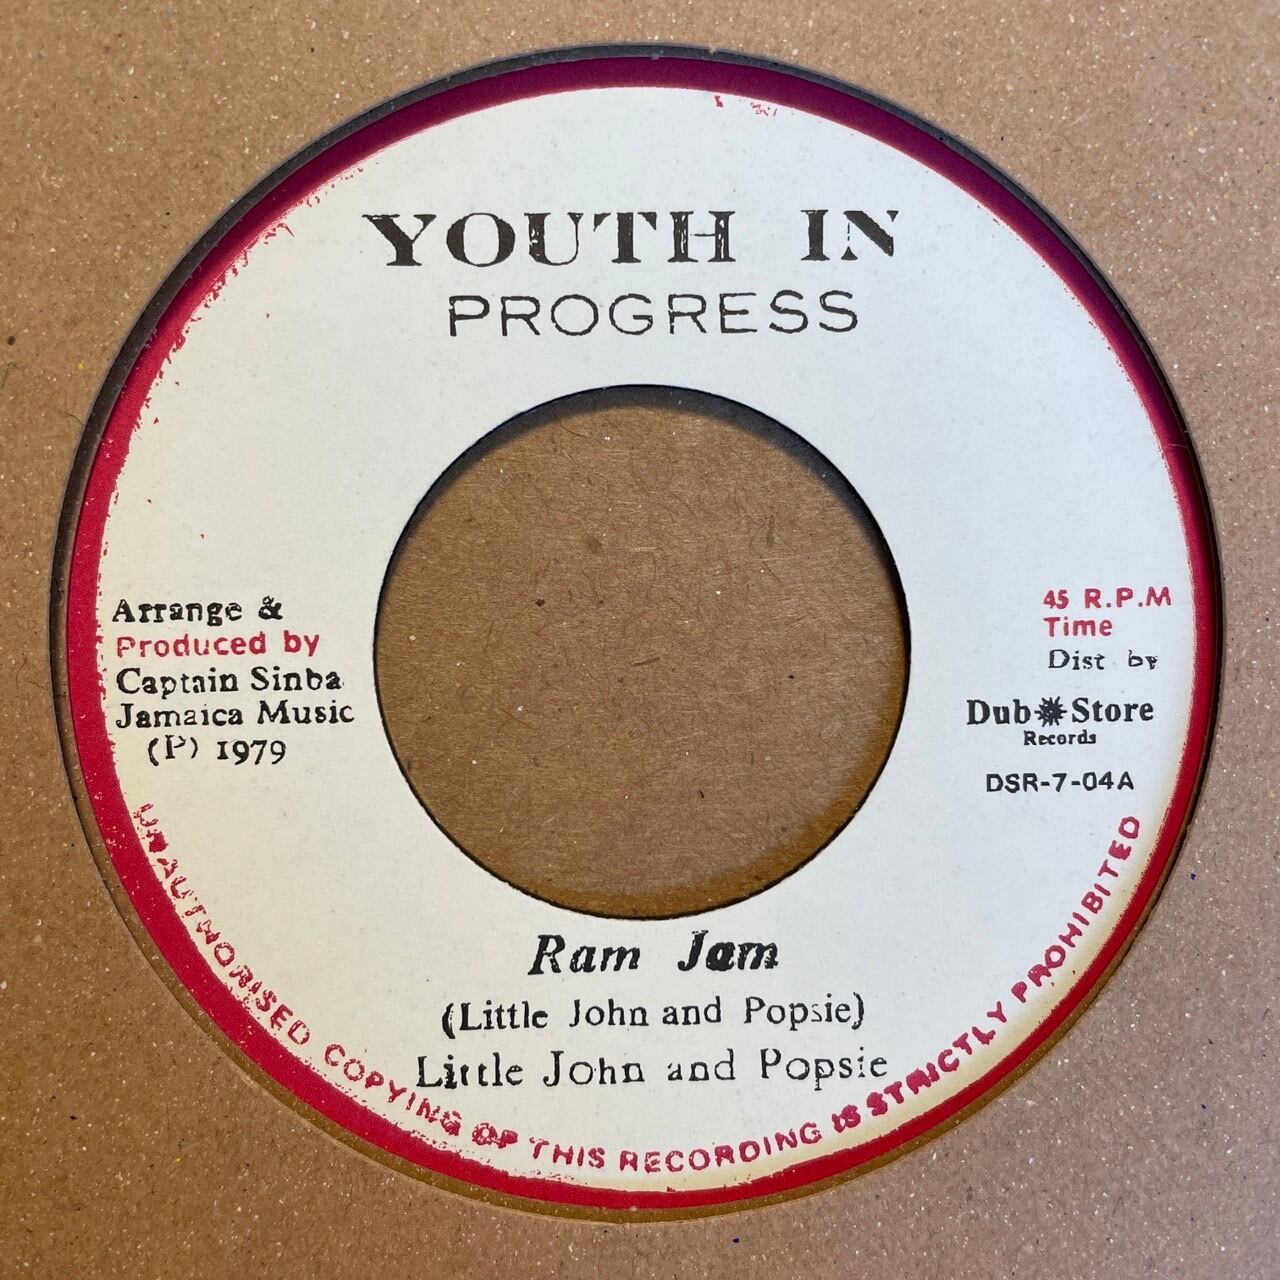 YOUTH IN
PROGRESS
Arrange &
Produced by
Captain Sinba
Jamaica Music
(P) 1979
45 R.P.M
Time
Dist by
Dub Store
Records
DSR-7-04A
Ram Jam
(Little John and Popsie)
Little John and Popsie
UNAUTHORISED COPYING OF THIS RECORDING IS STRICTLY PROHIBITED